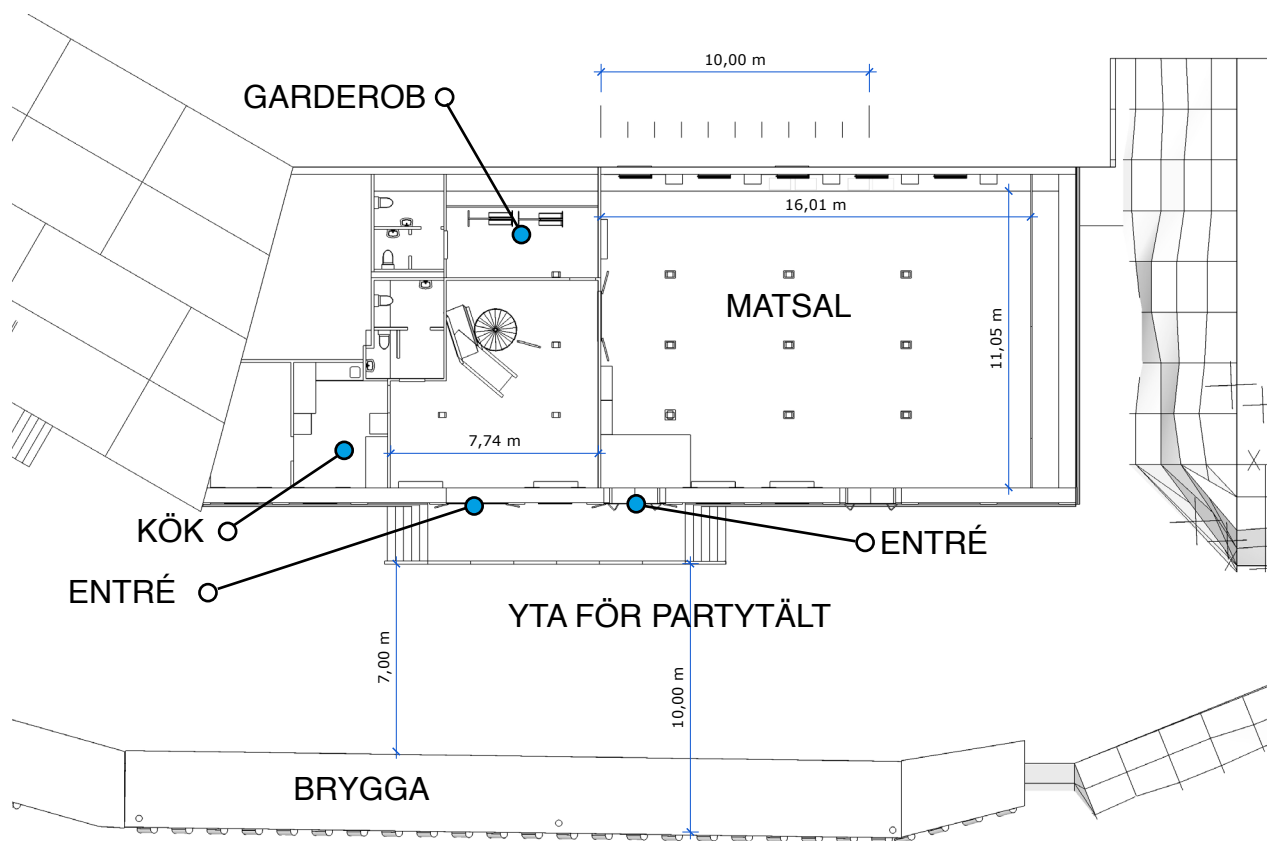 10,00 m
GARDEROB
16,01 m
MATSAL
11,05 m
7,74 m
KÖK
ENTRÉ
ENTRÉ
YTA FÖR PARTYTÄLT
7,00 m
10,00 m
BRYGGA